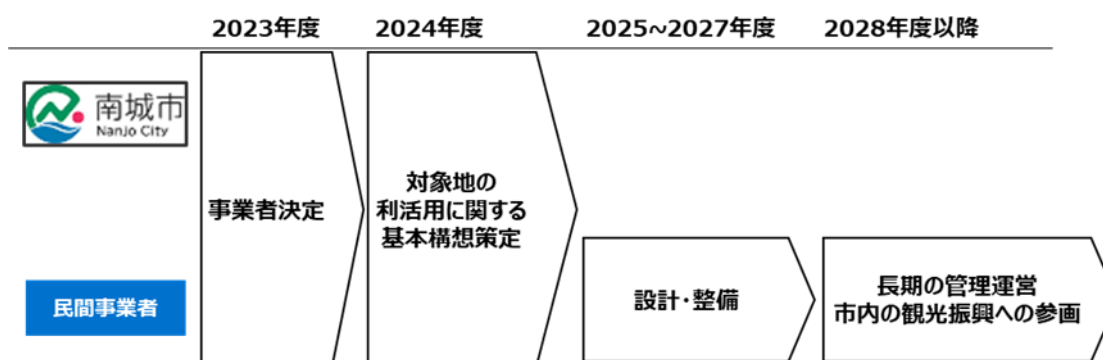 2023年度
2024年度
2025~2027年度
2028年度以降
南城市
Nanjo City
事業者決定
対象地の
利活用に関する
基本構想策定
民間事業者
設計・整備
長期の管理運営
市内の観光振興への参画